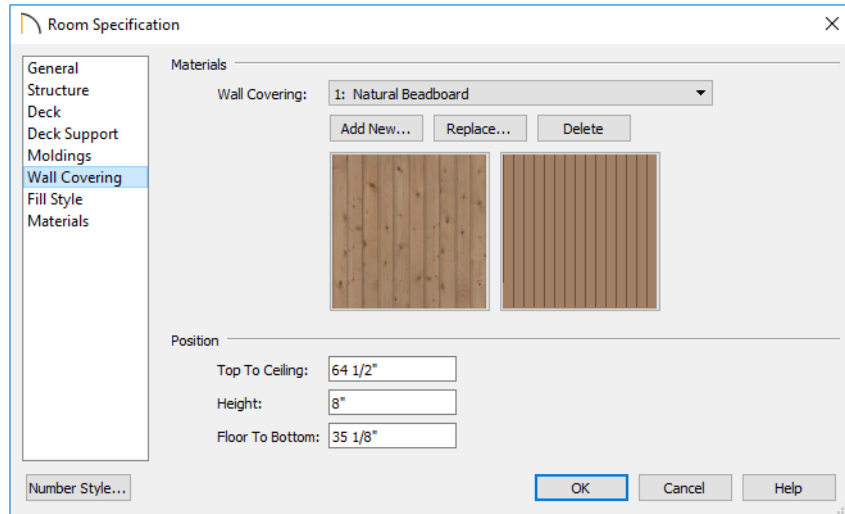 Room Specification
General
Structure
Deck
Deck Support
Moldings
Wall Covering
Fill Style
Materials
Materials
Wall Covering: 1: Natural Beadboard
Add New... Replace... Delete
Position
Top To Ceiling: 64 1/2"
Height: 8"
Floor To Bottom: 35 1/8"
Number Style... OK Cancel Help